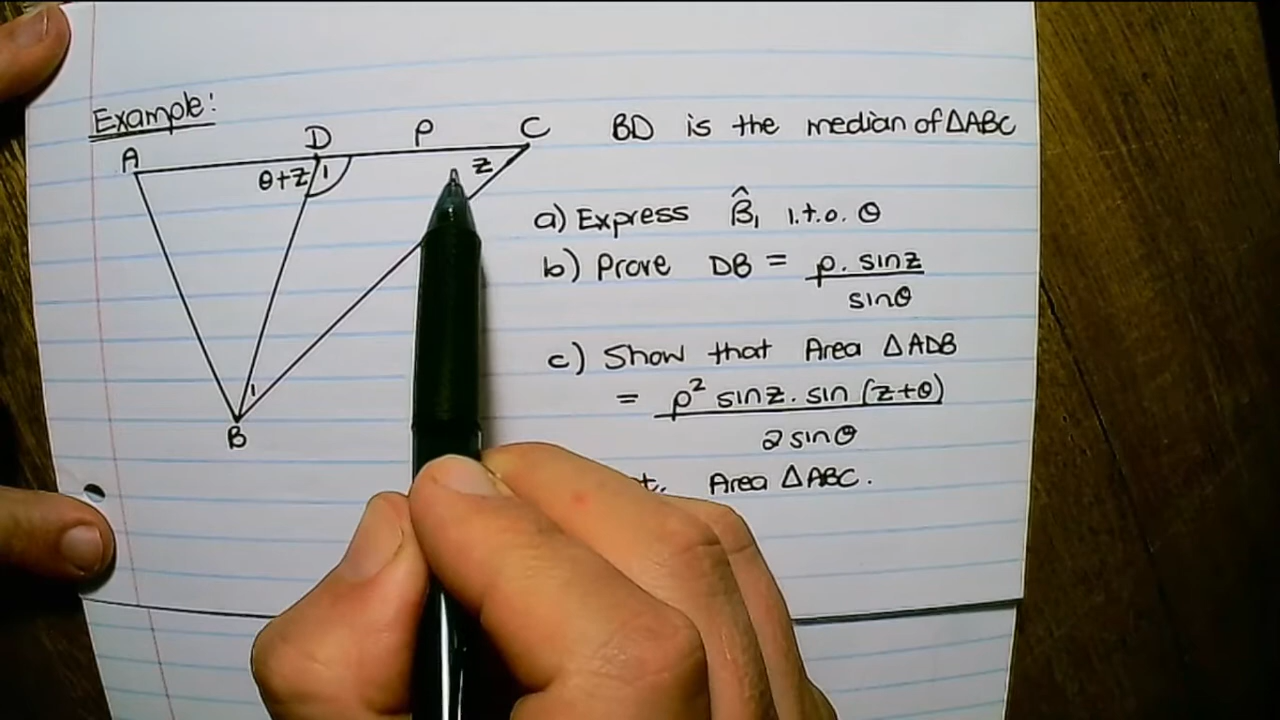 Example:
A D P C
θ+z 1 z
1
B
BD is the median of ΔABC
a) Express B̂₁ i.t.o. θ
b) Prove DB = p. sinz
sinθ
c) Show that Area ΔADB
= p² sinz. sin (z+θ)
2 sinθ
Area ΔABC.